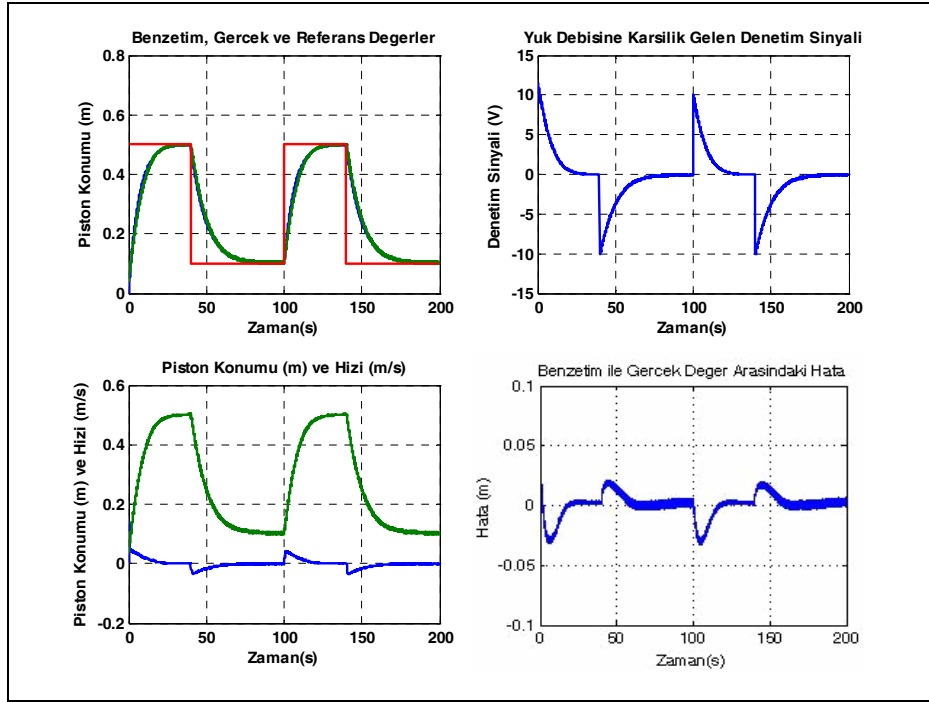 Benzetim, Gercek ve Referans Degerler
Piston Konumu (m)
0.8
0.6
0.4
0.2
0
0 50 100 150 200
Zaman(s)
Yuk Debisine Karsilik Gelen Denetim Sinyali
Denetim Sinyali (V)
15
10
5
0
-5
-10
-15
0 50 100 150 200
Zaman(s)
Piston Konumu (m) ve Hizi (m/s)
Piston Konumu (m) ve Hizi (m/s)
0.6
0.4
0.2
0
-0.2
0 50 100 150 200
Zaman(s)
Benzetim ile Gercek Deger Arasindaki Hata
Hata (m)
0.1
0.05
0
-0.05
-0.1
0 50 100 150 200
Zaman(s)